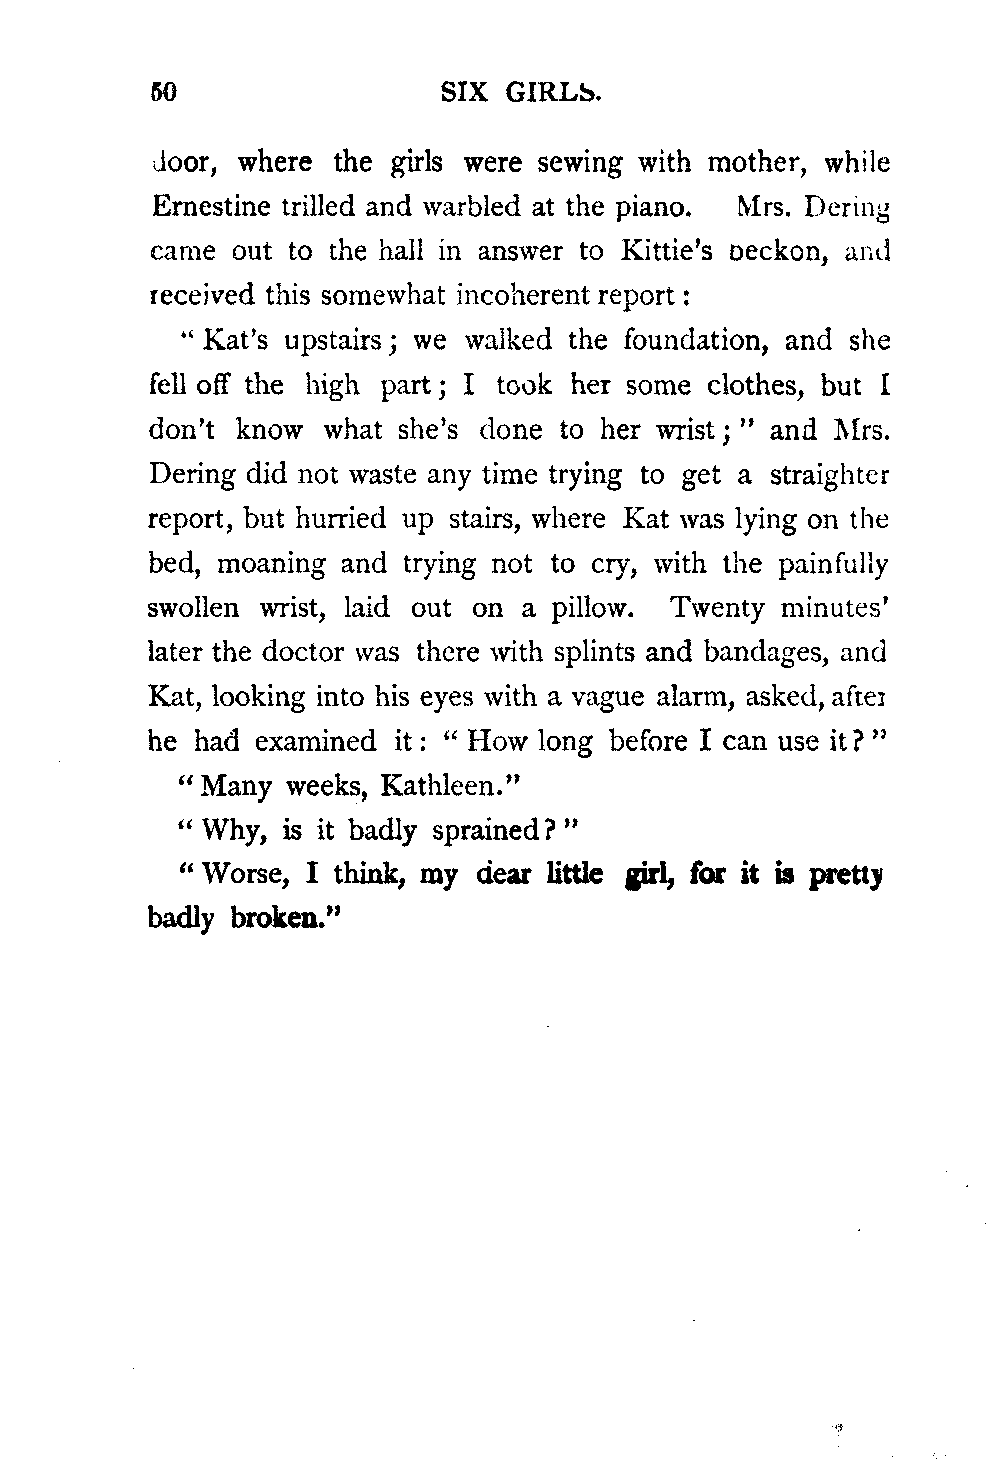 50 SIX GIRLS.
door, where the girls were sewing with mother, while
Ernestine trilled and warbled at the piano. Mrs. Dering
came out to the hall in answer to Kittie's beckon, and
received this somewhat incoherent report :
" Kat's upstairs ; we walked the foundation, and she
fell off the high part ; I took her some clothes, but I
don't know what she's done to her wrist ; " and Mrs.
Dering did not waste any time trying to get a straighter
report, but hurried up stairs, where Kat was lying on the
bed, moaning and trying not to cry, with the painfully
swollen wrist, laid out on a pillow. Twenty minutes'
later the doctor was there with splints and bandages, and
Kat, looking into his eyes with a vague alarm, asked, after
he had examined it : " How long before I can use it ? "
" Many weeks, Kathleen."
" Why, is it badly sprained ? "
" Worse, I think, my dear little girl, for it is pretty
badly broken."